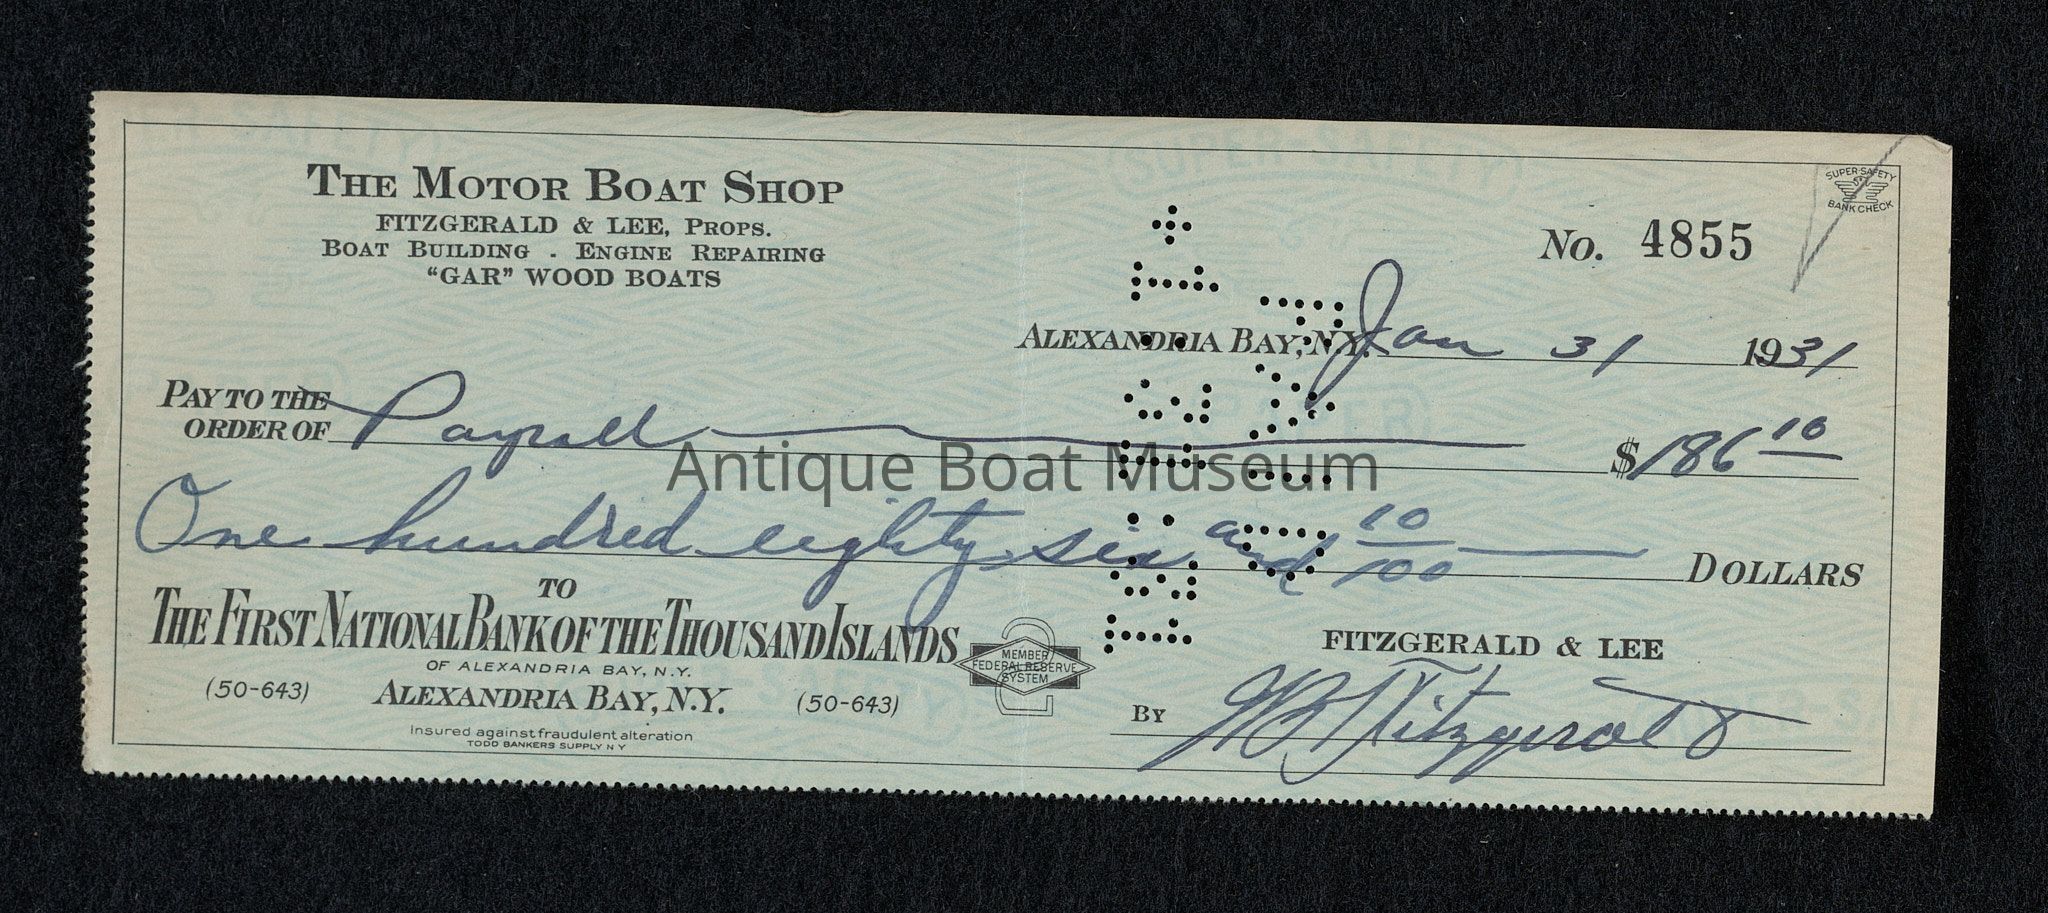 THE MOTOR BOAT SHOP
FITZGERALD & LEE, PROPS.
BOAT BUILDING . ENGINE REPAIRING
"GAR" WOOD BOATS
SUPER-SAFETY
SUPER SAFETY
BANK CHECK
No. 4855
ALEXANDRIA BAY, N.Y. Jan 31 1931
PAY TO THE
ORDER OF Payroll $186 10
Antique Boat Museum
One hundred eighty six and 10/100 DOLLARS
TO
THE FIRST NATIONAL BANK OF THE THOUSAND ISLANDS
OF ALEXANDRIA BAY, N.Y.
(50-643) ALEXANDRIA BAY, N.Y. (50-643)
Insured against fraudulent alteration
TODD BANKERS SUPPLY N Y
MEMBER
FEDERAL RESERVE
SYSTEM
2
FITZGERALD & LEE
BY Fitzgerald